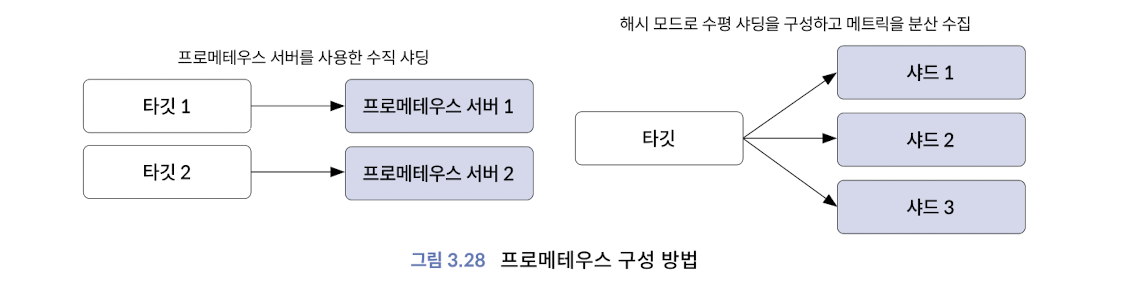 프로메테우스 서버를 사용한 수직 샤딩
타깃 1
프로메테우스 서버 1
타깃 2
프로메테우스 서버 2
해시 모드로 수평 샤딩을 구성하고 메트릭을 분산 수집
타깃
샤드 1
샤드 2
샤드 3
그림 3.28 프로메테우스 구성 방법